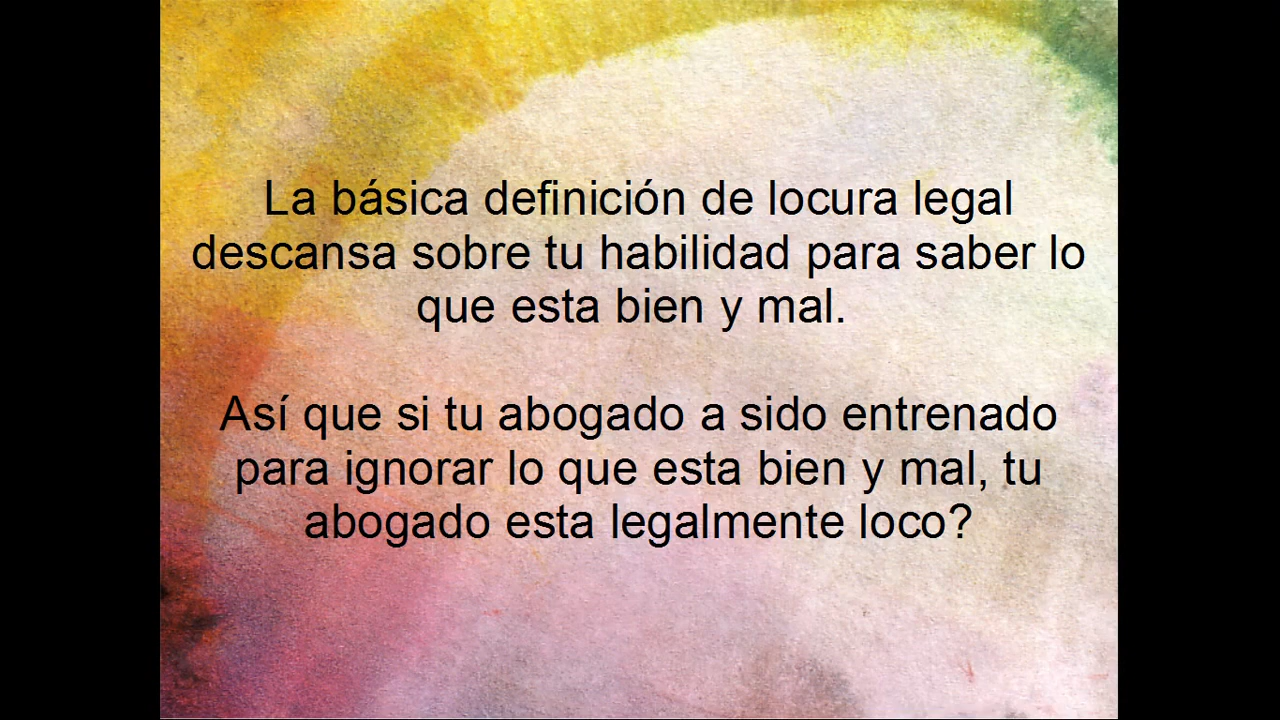 La básica definición de locura legal
descansa sobre tu habilidad para saber lo
que esta bien y mal.
Así que si tu abogado a sido entrenado
para ignorar lo que esta bien y mal, tu
abogado esta legalmente loco?